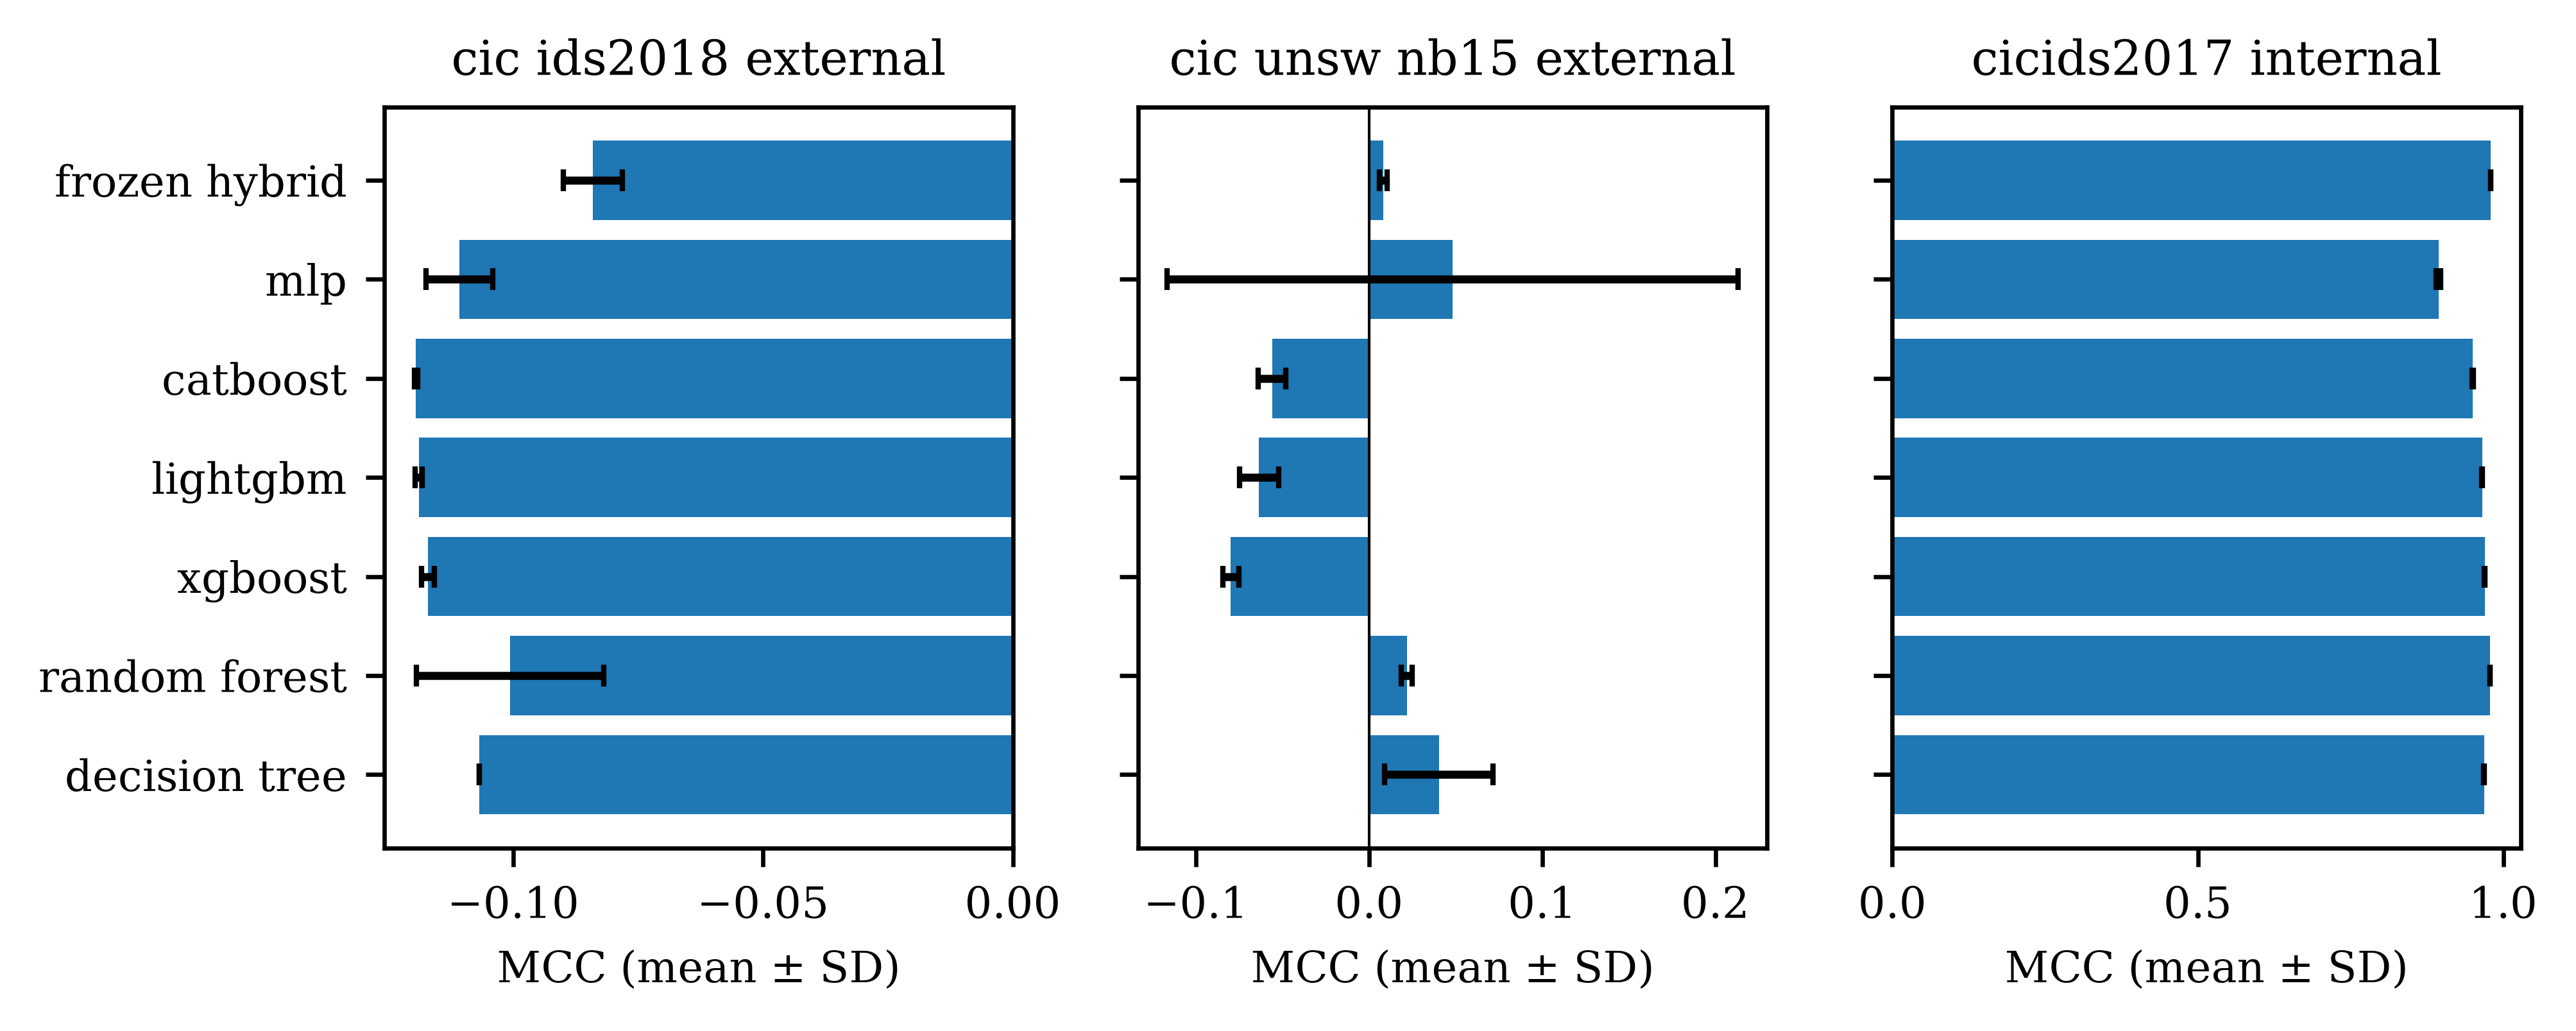 cic ids2018 external
cic unsw nb15 external
cicids2017 internal
frozen hybrid
mlp
catboost
lightgbm
xgboost
random forest
decision tree
−0.10 −0.05 0.00
−0.1 0.0 0.1 0.2
0.0 0.5 1.0
MCC (mean ± SD)
MCC (mean ± SD)
MCC (mean ± SD)